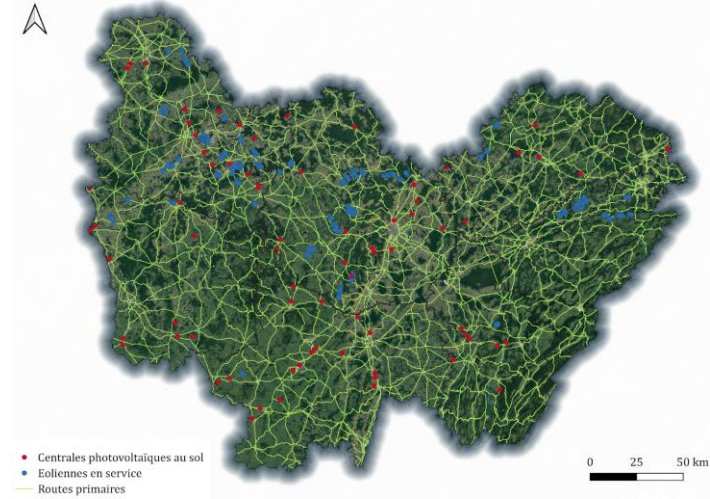 Centrales photovoltaïques au sol
Eoliennes en service
Routes primaires
0 25 50 km